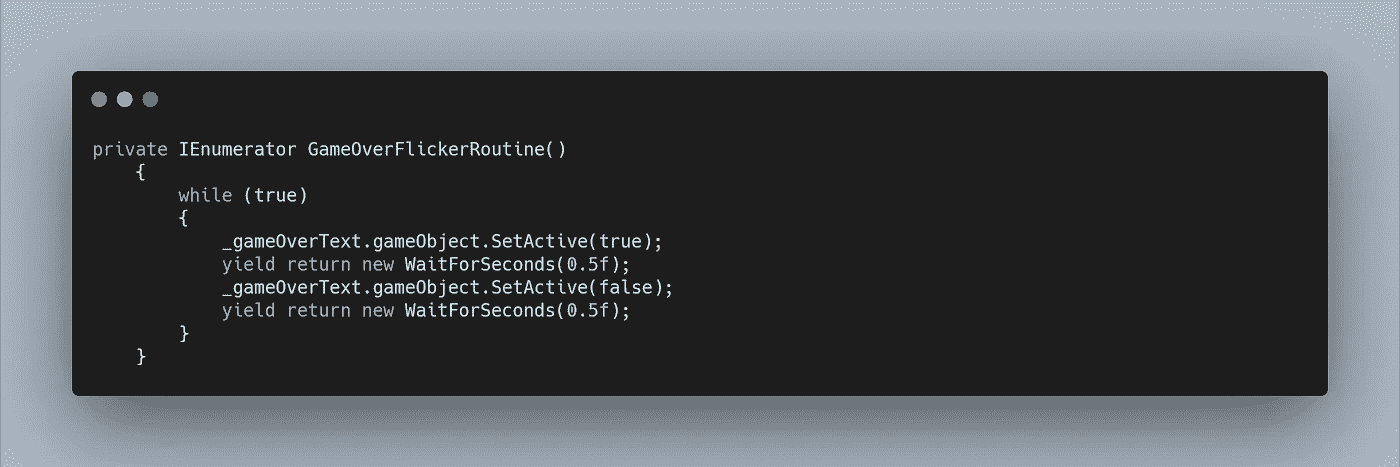 private IEnumerator GameOverFlickerRoutine()
    {
        while (true)
        {
            _gameOverText.gameObject.SetActive(true);
            yield return new WaitForSeconds(0.5f);
            _gameOverText.gameObject.SetActive(false);
            yield return new WaitForSeconds(0.5f);
        }
    }